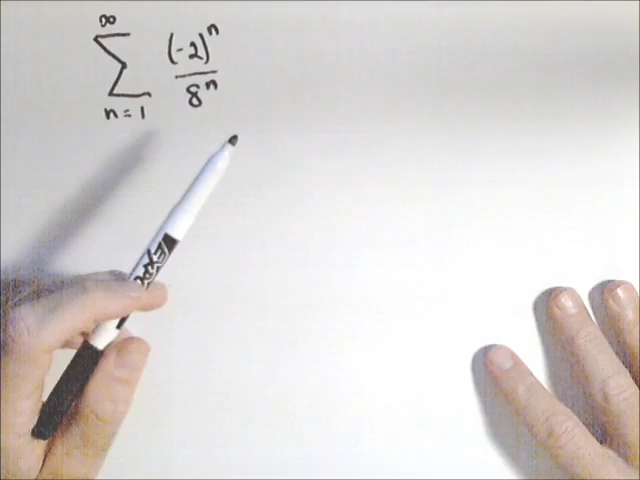 ∞
∑ (-2)^n / 8^n
n=1
EXPO